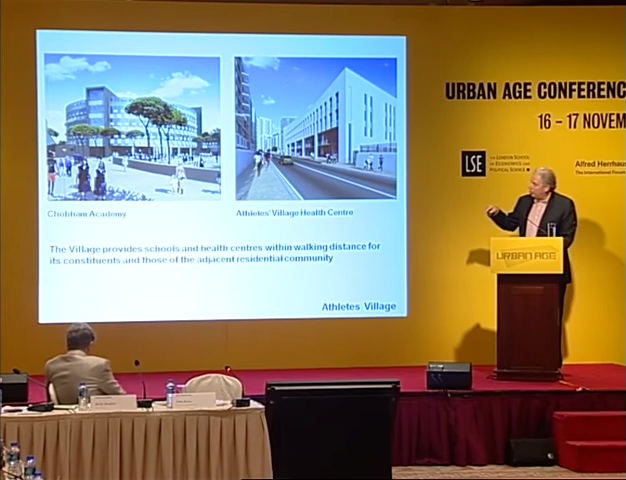 Chobham Academy
Athletes' Village Health Centre
The Village provides schools and health centres within walking distance for
its constituents and those of the adjacent residential community
Athletes Village
URBAN AGE CONFERENC
16 – 17 NOVEM
LSE
THE LONDON SCHOOL
OF ECONOMICS AND
POLITICAL SCIENCE
Alfred Herrhaus
The International Forum
URBAN AGE